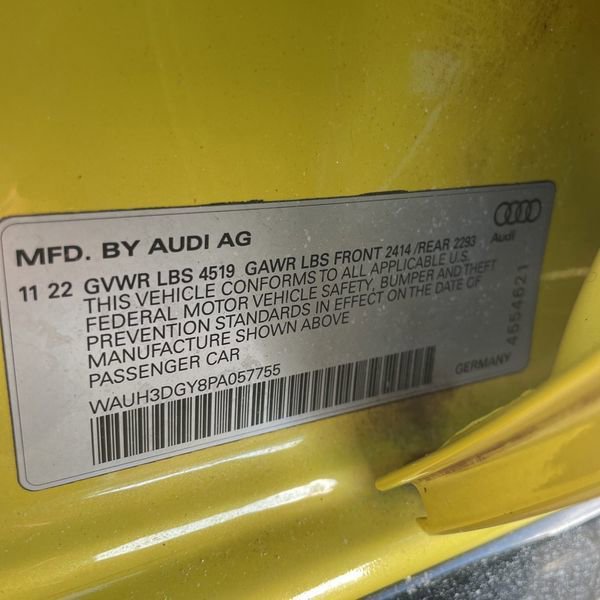 MFD. BY AUDI AG
Audi
11 22 GVWR LBS 4519 GAWR LBS FRONT 2414 /REAR 2293
THIS VEHICLE CONFORMS TO ALL APPLICABLE U.S.
FEDERAL MOTOR VEHICLE SAFETY, BUMPER AND THEFT
PREVENTION STANDARDS IN EFFECT ON THE DATE OF
MANUFACTURE SHOWN ABOVE
PASSENGER CAR
WAUH3DGY8PA057755
GERMANY
4554621